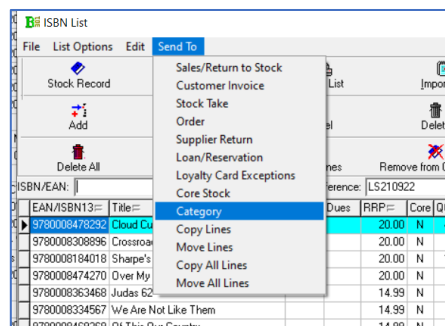 ISBN List
File List Options Edit Send To
Sales/Return to Stock
Customer Invoice
Stock Take
Order
Supplier Return
Loan/Reservation
Loyalty Card Exceptions
Core Stock
Category
Copy Lines
Move Lines
Copy All Lines
Move All Lines
Stock Record
List
Add
Delete All
Remove from
ISBN/EAN:
LS210922
EAN/ISBN13 Title Dues RRP Core
9780008478292 Cloud Cu 20.00 N
9780008308896 Crossroa 20.00 N
9780008184018 Sharpe's 20.00 N
9780008474270 Over My 20.00 N
9780008363468 Judas 62 14.99 N
9780008334567 We Are Not Like Them 14.99 N